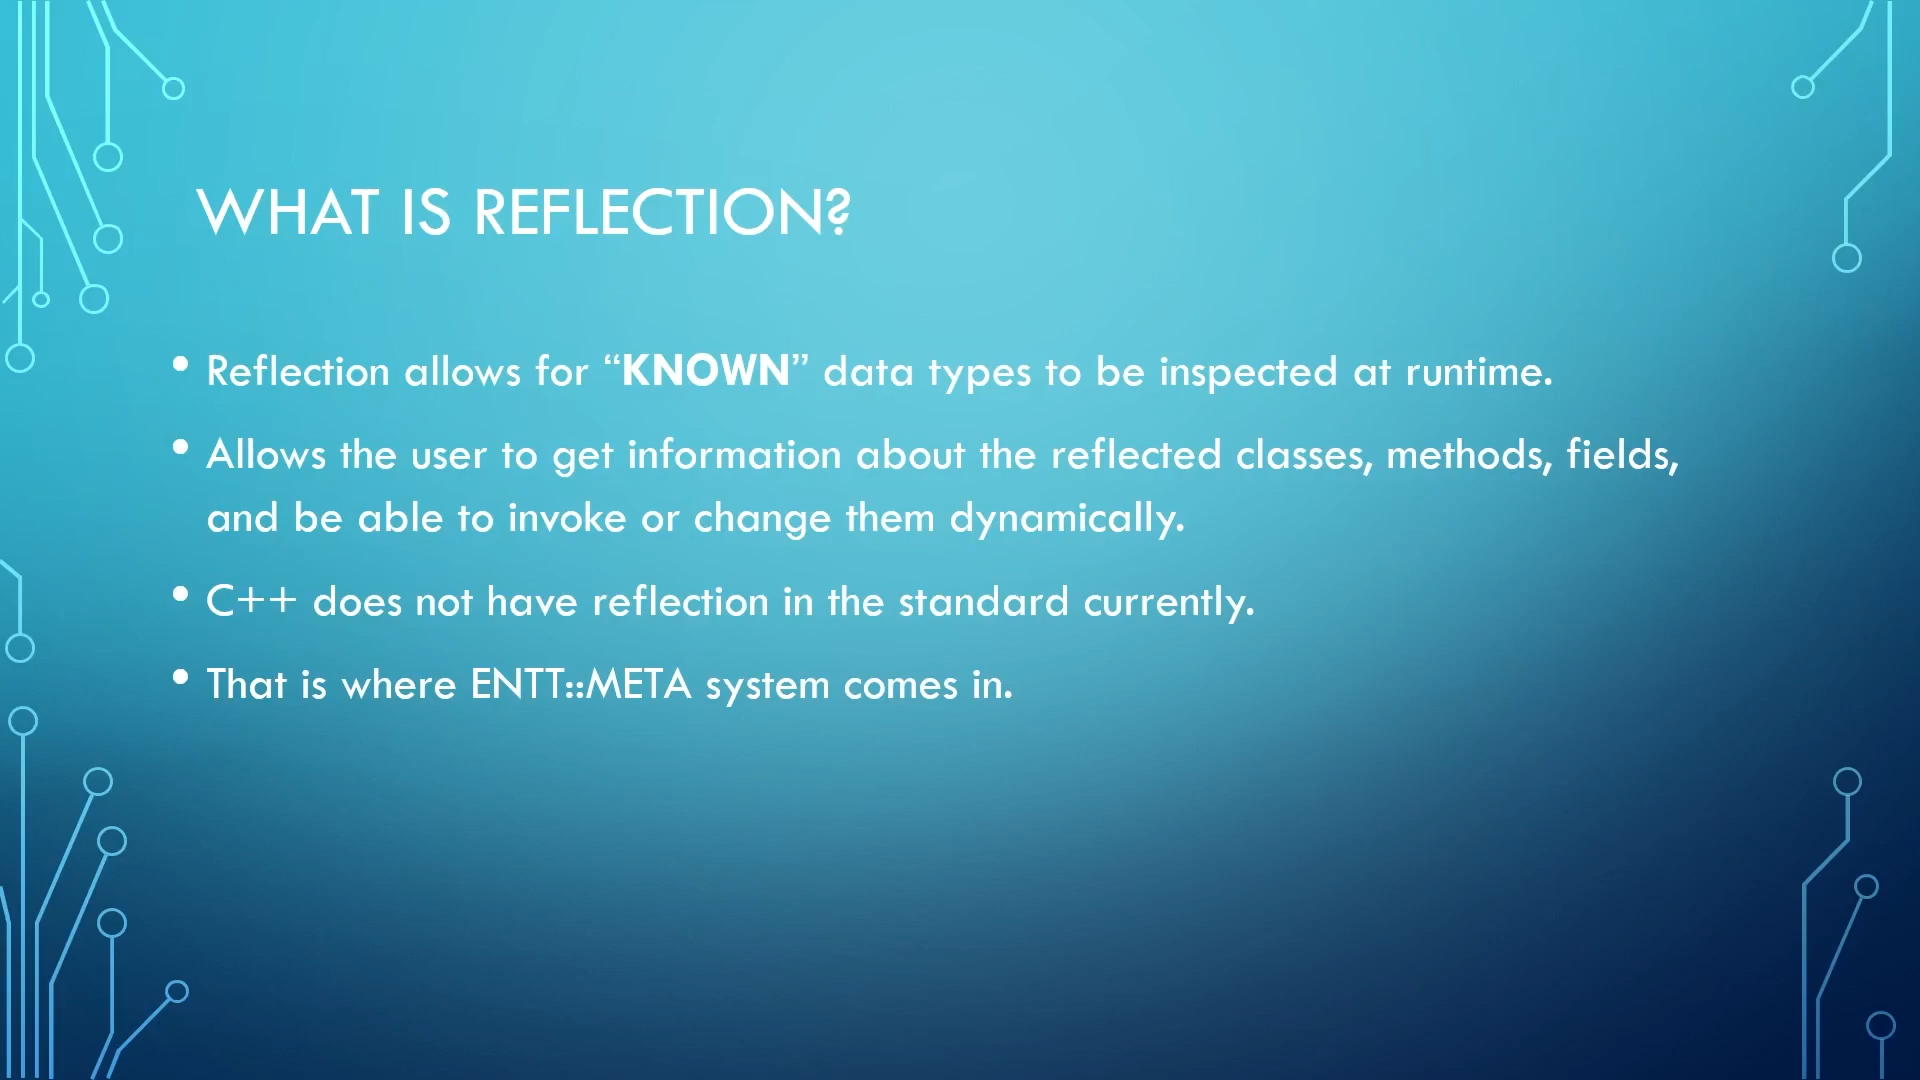 WHAT IS REFLECTION?
• Reflection allows for “KNOWN” data types to be inspected at runtime.
• Allows the user to get information about the reflected classes, methods, fields,
and be able to invoke or change them dynamically.
• C++ does not have reflection in the standard currently.
• That is where ENTT::META system comes in.